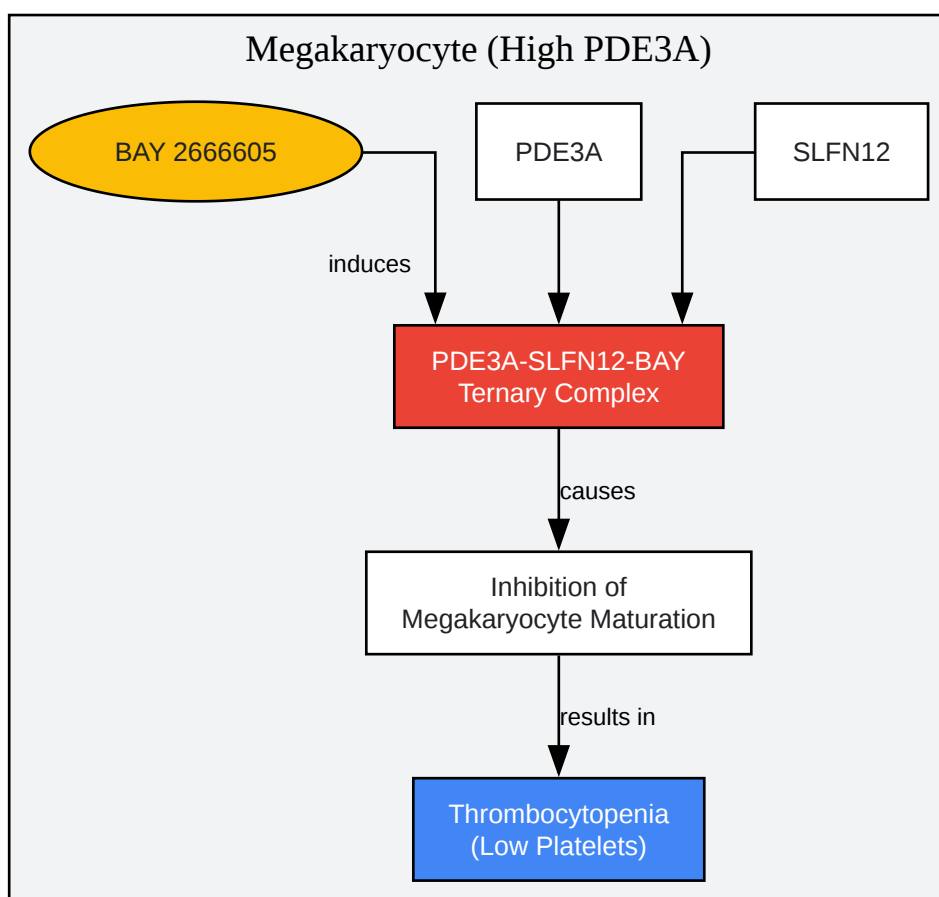 Megakaryocyte (High PDE3A)
BAY 2666605
PDE3A
SLFN12
induces
PDE3A-SLFN12-BAY
Ternary Complex
causes
Inhibition of
Megakaryocyte Maturation
results in
Thrombocytopenia
(Low Platelets)